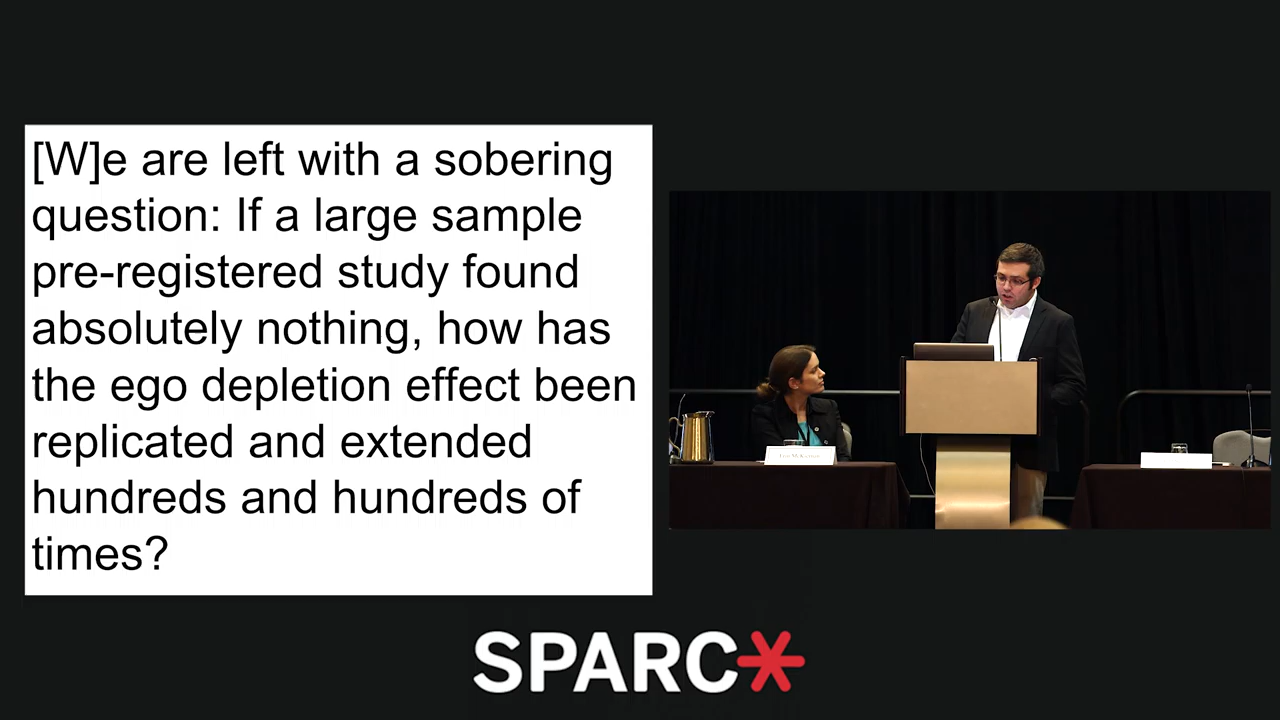 [W]e are left with a sobering
question: If a large sample
pre-registered study found
absolutely nothing, how has
the ego depletion effect been
replicated and extended
hundreds and hundreds of
times?
SPARC*